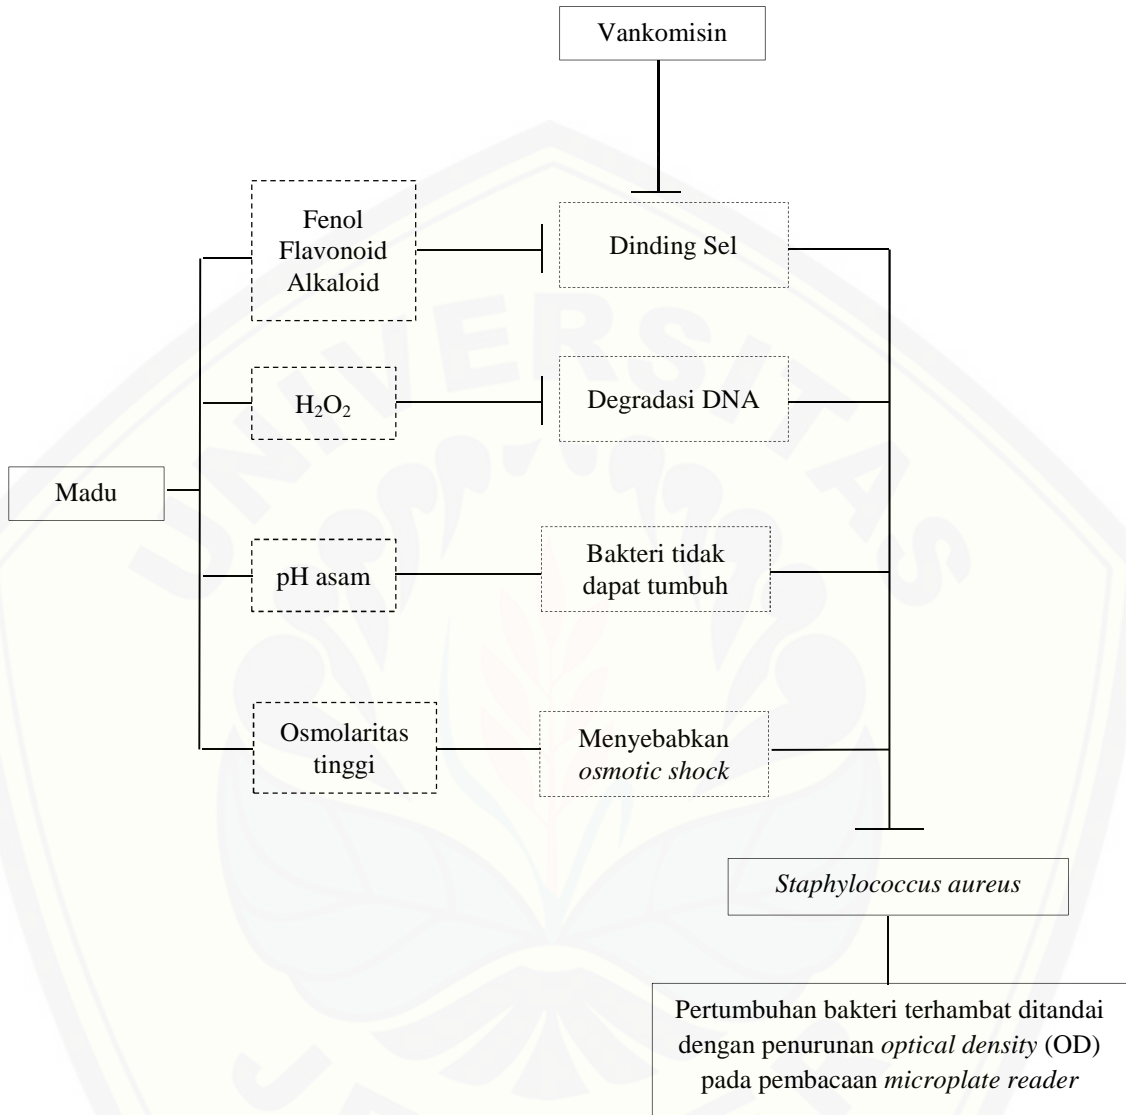 Vankomisin
Fenol
Flavonoid
Alkaloid
Dinding Sel
H₂O₂
Degradasi DNA
Madu
pH asam
Bakteri tidak
dapat tumbuh
Osmolaritas
tinggi
Menyebabkan
osmotic shock
Staphylococcus aureus
Pertumbuhan bakteri terhambat ditandai
dengan penurunan optical density (OD)
pada pembacaan microplate reader
UNIVERSITAS